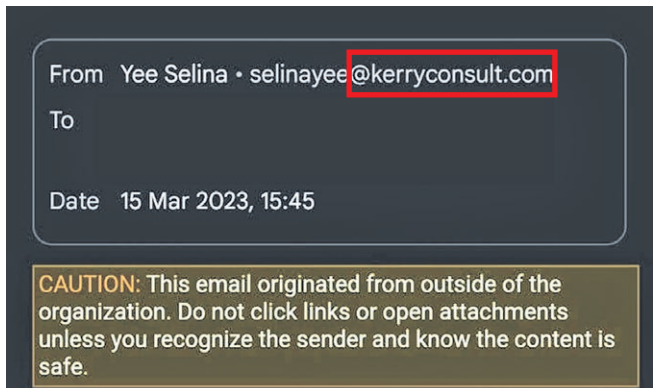 From Yee Selina • selinayee@kerryconsult.com
To
Date 15 Mar 2023, 15:45
CAUTION: This email originated from outside of the
organization. Do not click links or open attachments
unless you recognize the sender and know the content is
safe.